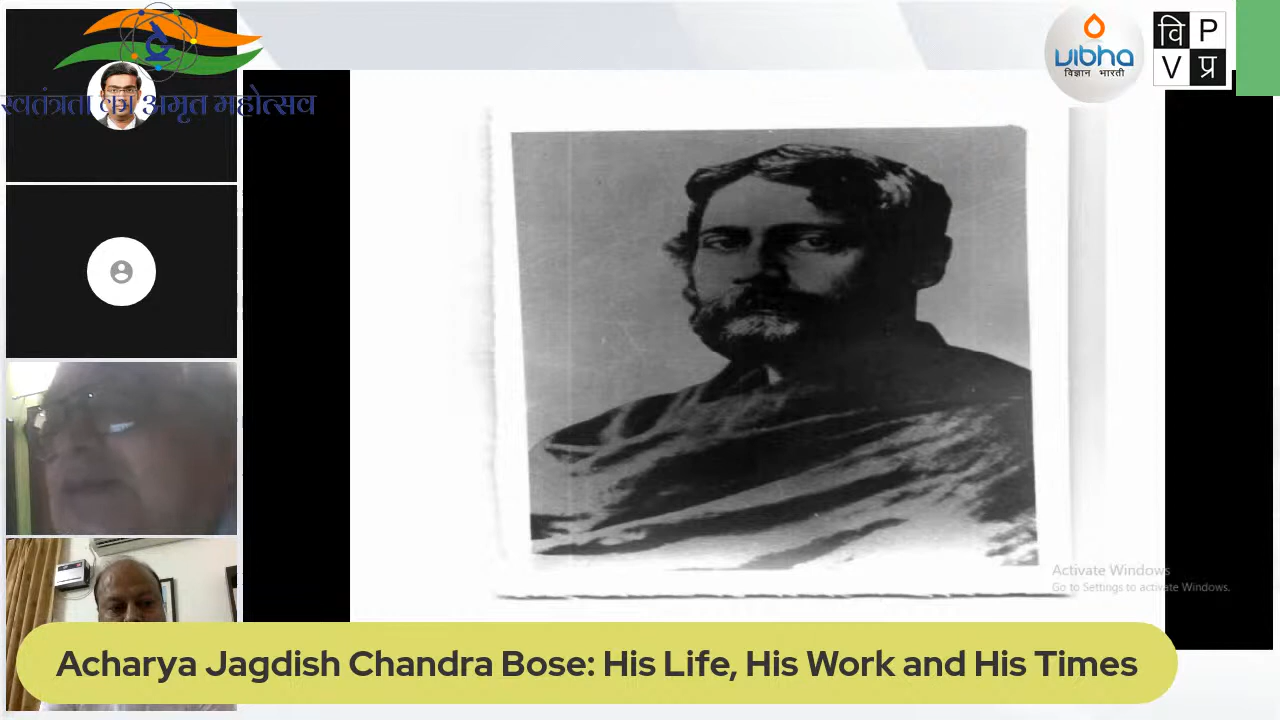 स्वतंत्रता का अमृत महोत्सव
vibha
विज्ञान भारती
वि P
V प्र
Activate Windows
Go to Settings to activate Windows.
Acharya Jagdish Chandra Bose: His Life, His Work and His Times